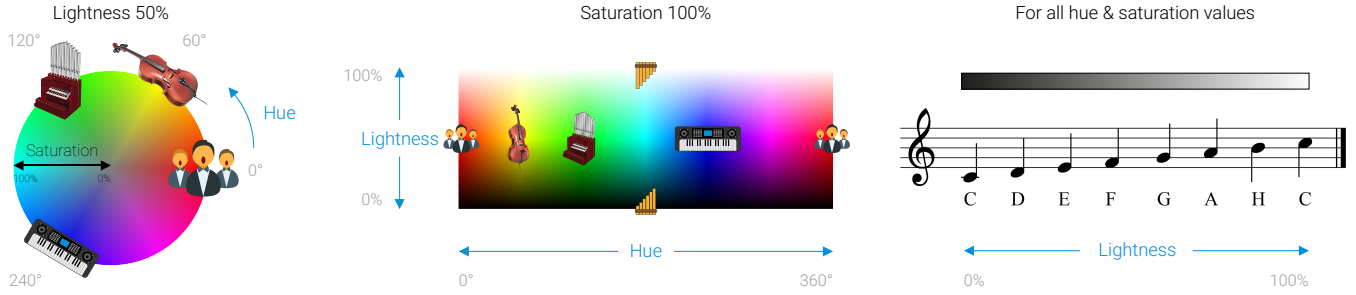 Lightness 50%
120°
60°
Hue
Saturation
100%
0%
0°
240°
Saturation 100%
100%
Lightness
0%
Hue
0°
360°
For all hue & saturation values
C D E F G A H C
Lightness
0%
100%